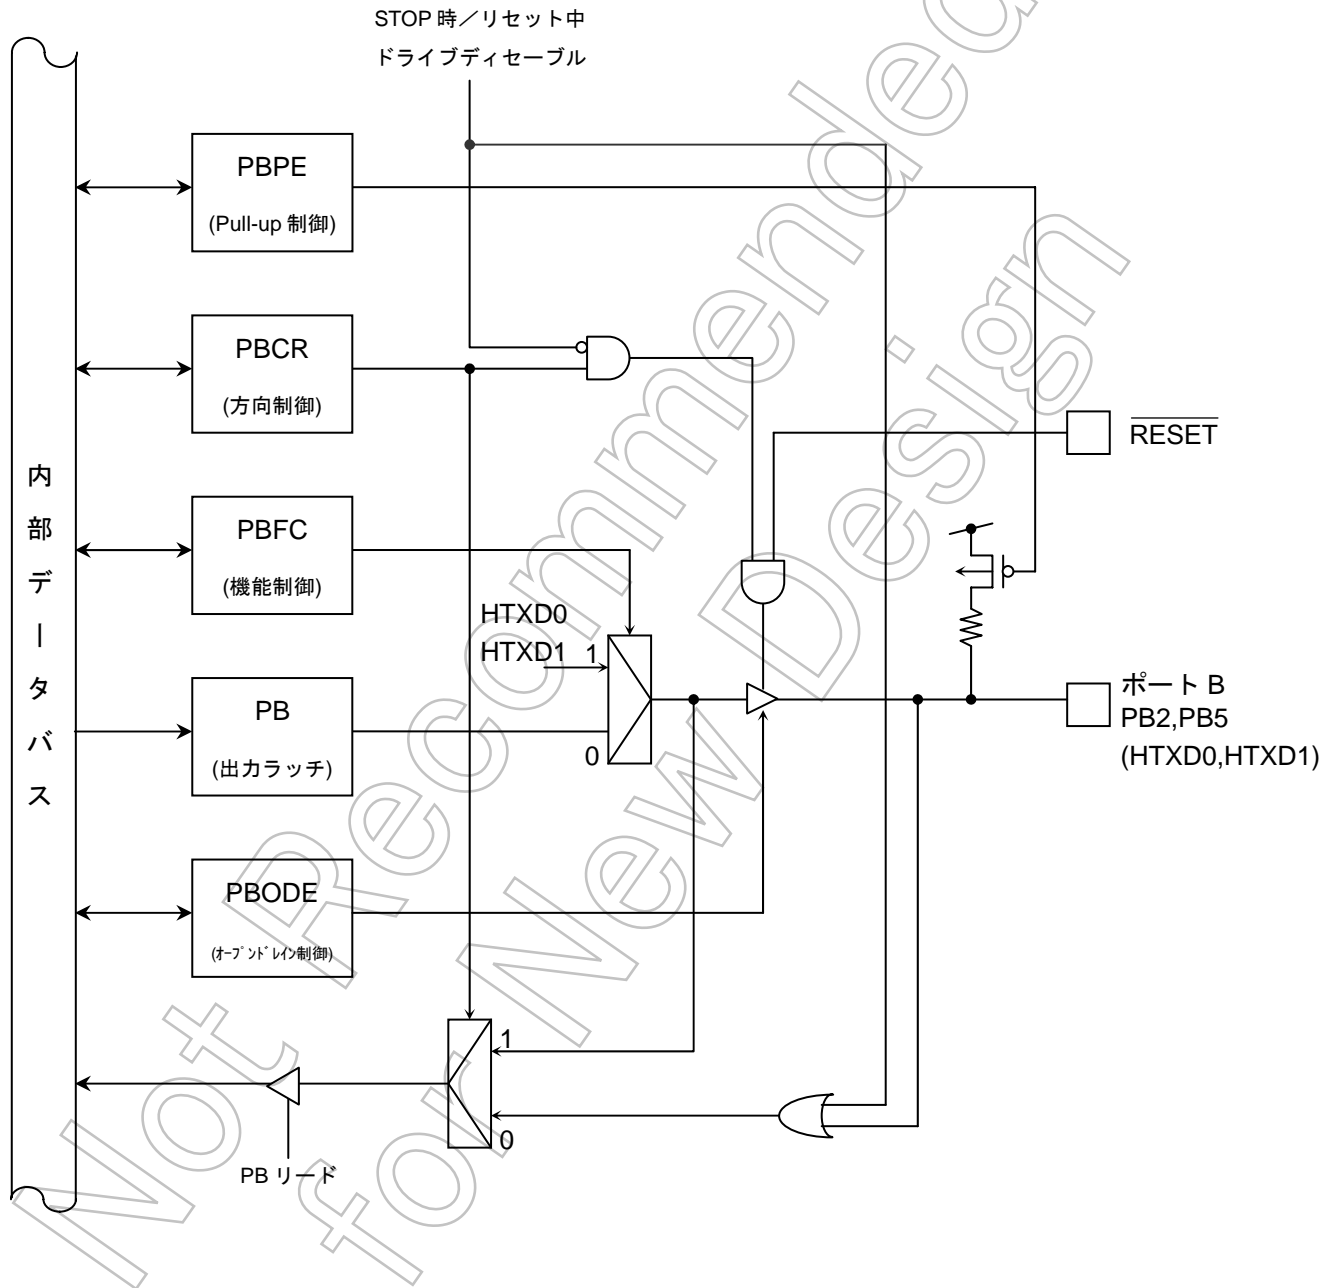 STOP 時／リセット中
ドライブディセーブル
PBPE
(Pull-up 制御)
PBCR
(方向制御)
RESET
内部データバス
PBFC
(機能制御)
HTXD0
HTXD1
1
0
PB
(出力ラッチ)
ポート B
PB2,PB5
(HTXD0,HTXD1)
PBODE
(ｵｰﾌﾟﾝﾄﾞﾚｲﾝ制御)
1
0
PB リード
Not Recommended
for New Design